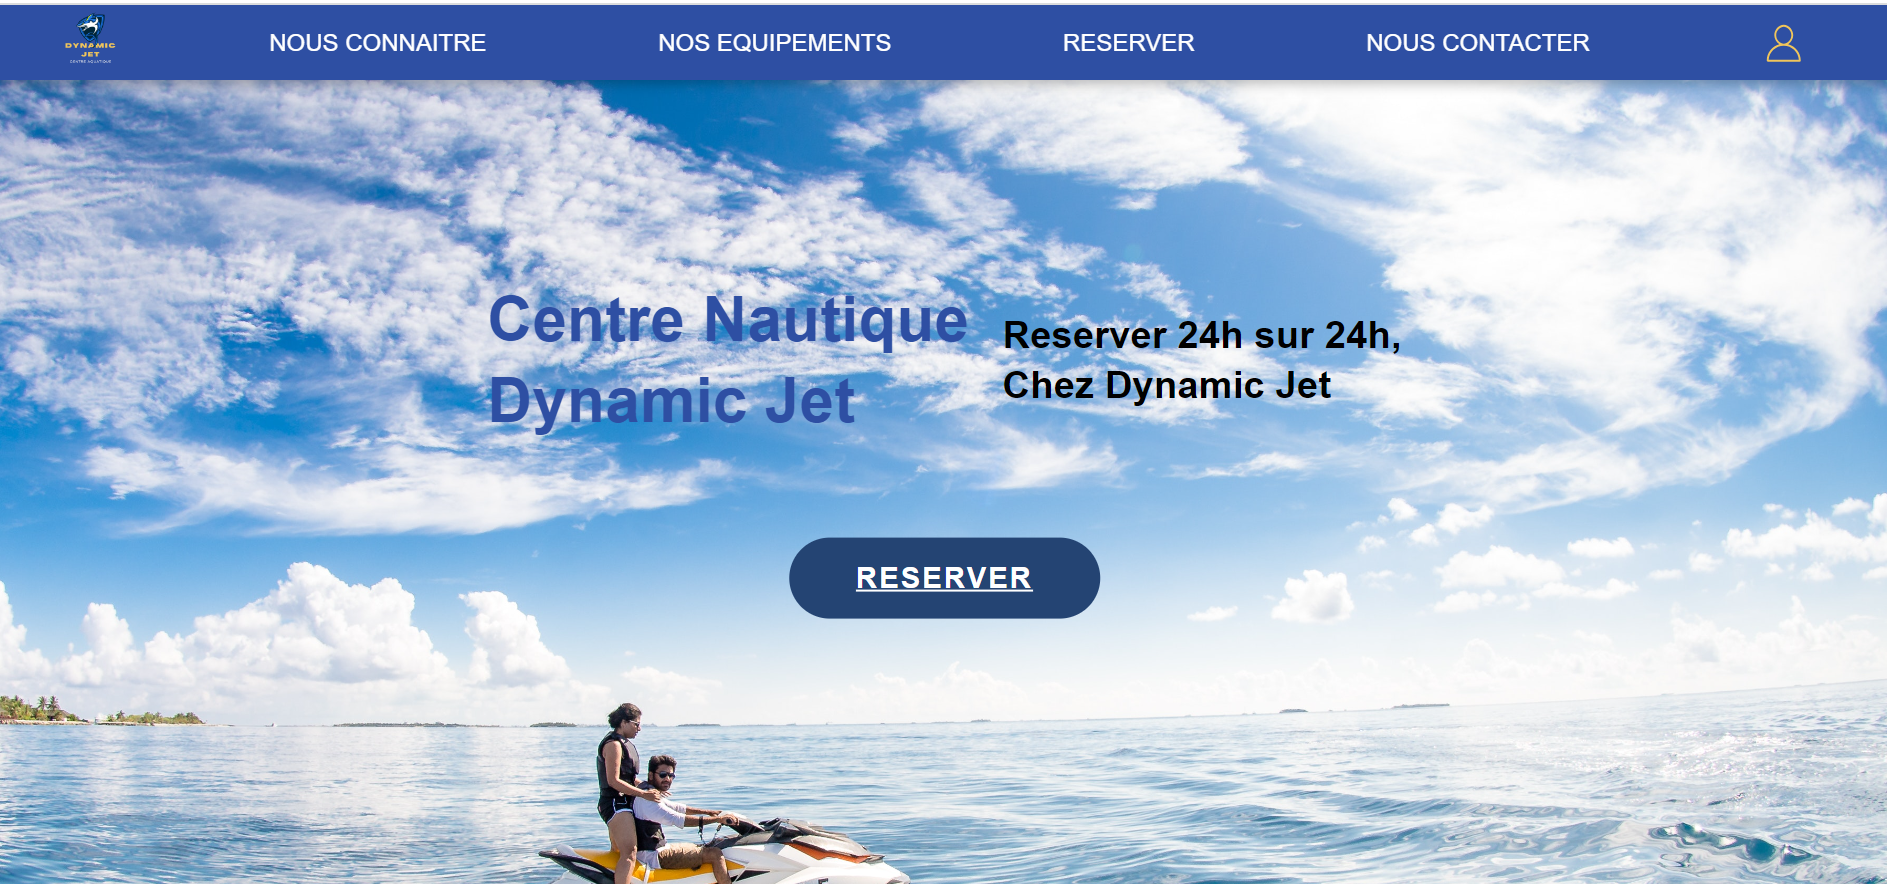 DYNAMIC
JET
CENTRE NAUTIQUE
NOUS CONNAITRE
NOS EQUIPEMENTS
RESERVER
NOUS CONTACTER
Centre Nautique
Dynamic Jet
Reserver 24h sur 24h,
Chez Dynamic Jet
RESERVER